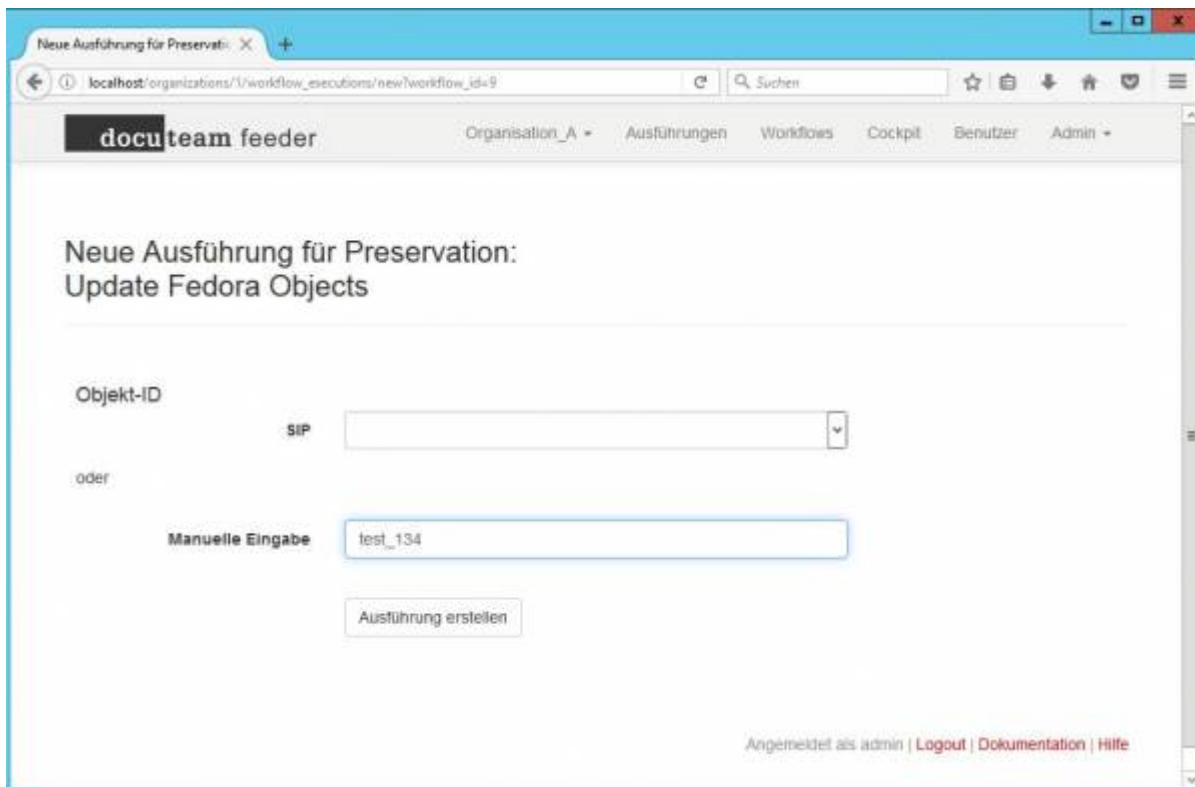 Neue Ausführung für Preservati
localhost/organizations/1/workflow_executions/new?workflow_id=9
Suchen
docuteam feeder
Organisation_A
Ausführungen
Workflows
Cockpit
Benutzer
Admin
Neue Ausführung für Preservation:
Update Fedora Objects
Objekt-ID
SIP
oder
Manuelle Eingabe
test_134
Ausführung erstellen
Angemeldet als admin | Logout | Dokumentation | Hilfe